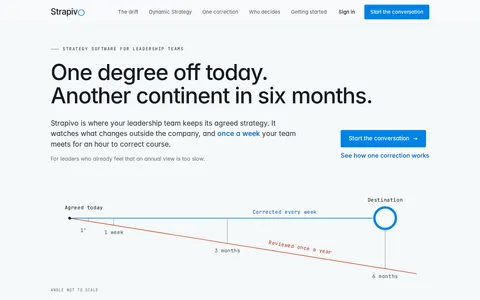 Strapivo
The drift
Dynamic Strategy
One correction
Who decides
Getting started
Sign in
Start the conversation
STRATEGY SOFTWARE FOR LEADERSHIP TEAMS
One degree off today.
Another continent in six months.
Strapivo is where your leadership team keeps its agreed strategy. It
watches what changes outside the company, and once a week your team
meets for an hour to correct course.
For leaders who already feel that an annual view is too slow.
Start the conversation →
See how one correction works
Agreed today
Destination
Corrected every week
1°
1 week
Reviewed once a year
3 months
6 months
ANGLE NOT TO SCALE